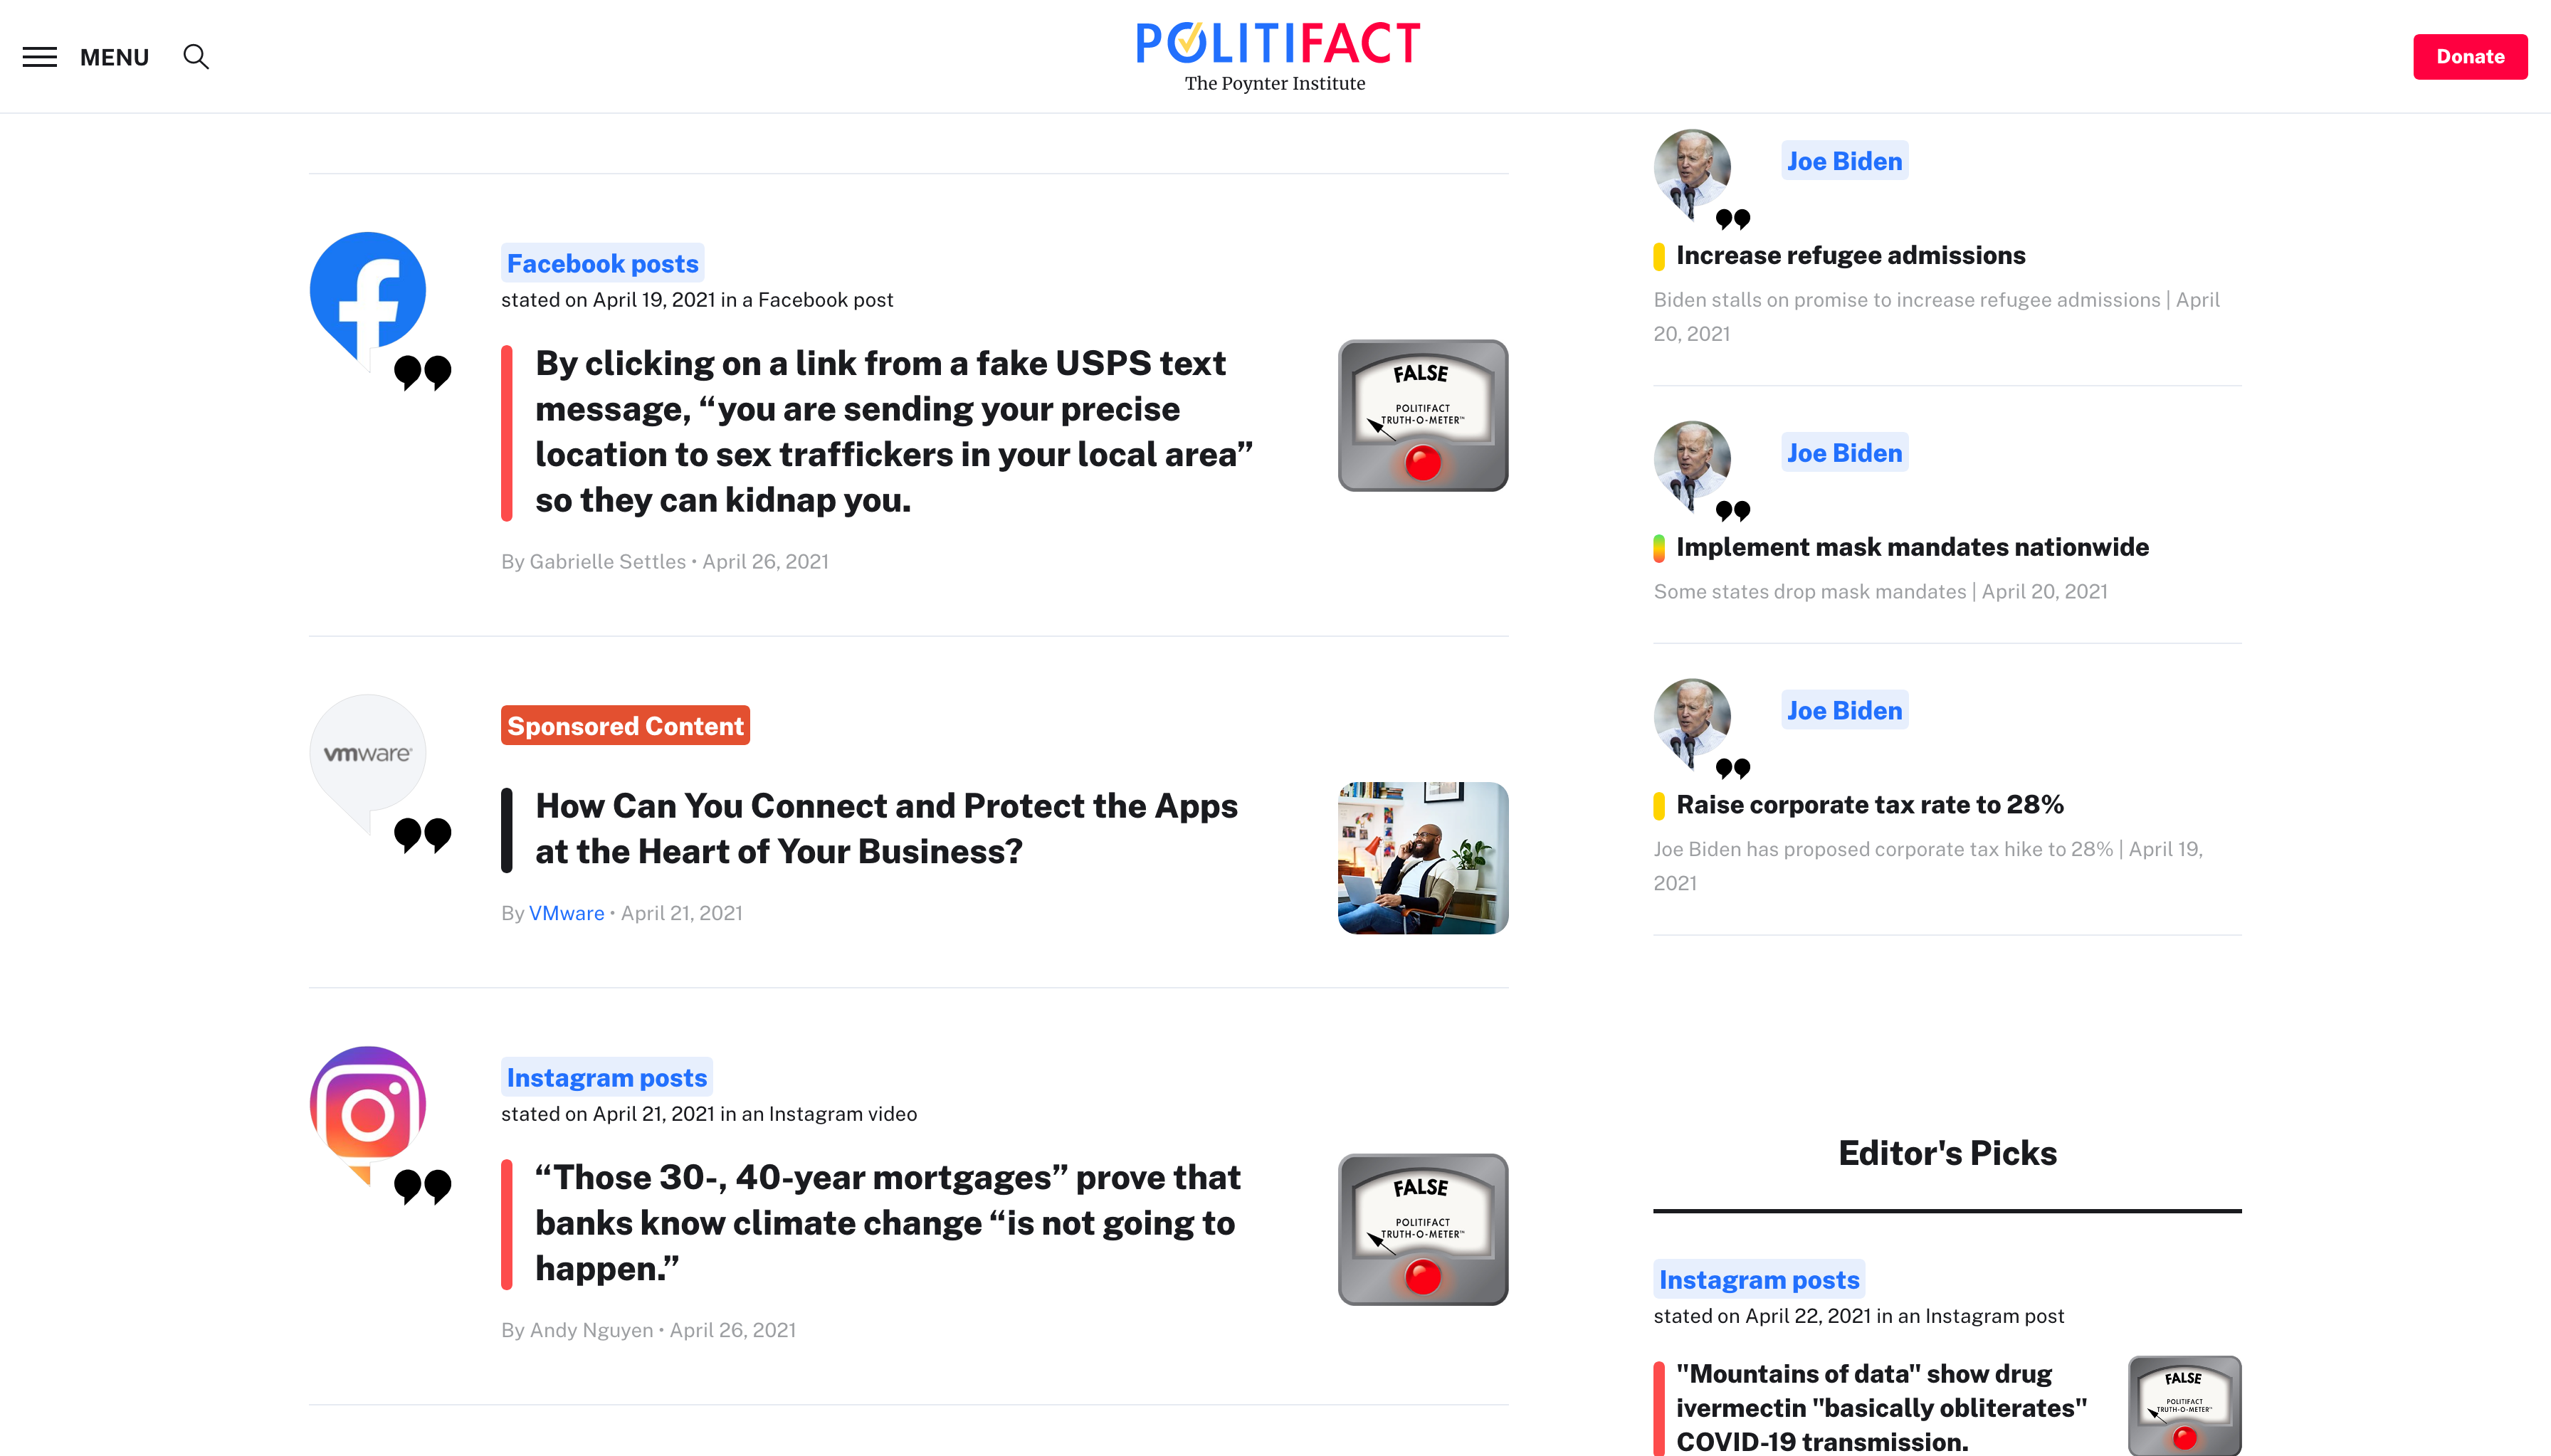 MENU
POLITIFACT
The Poynter Institute
Donate
Facebook posts
stated on April 19, 2021 in a Facebook post
By clicking on a link from a fake USPS text
message, “you are sending your precise
location to sex traffickers in your local area”
so they can kidnap you.
FALSE
POLITIFACT
TRUTH-O-METER™
By Gabrielle Settles • April 26, 2021
vmware®
Sponsored Content
How Can You Connect and Protect the Apps
at the Heart of Your Business?
By VMware • April 21, 2021
Instagram posts
stated on April 21, 2021 in an Instagram video
“Those 30-, 40-year mortgages” prove that
banks know climate change “is not going to
happen.”
FALSE
POLITIFACT
TRUTH-O-METER™
By Andy Nguyen • April 26, 2021
Joe Biden
Increase refugee admissions
Biden stalls on promise to increase refugee admissions | April
20, 2021
Joe Biden
Implement mask mandates nationwide
Some states drop mask mandates | April 20, 2021
Joe Biden
Raise corporate tax rate to 28%
Joe Biden has proposed corporate tax hike to 28% | April 19,
2021
Editor's Picks
Instagram posts
stated on April 22, 2021 in an Instagram post
"Mountains of data" show drug
ivermectin "basically obliterates"
COVID-19 transmission.
FALSE
POLITIFACT
TRUTH-O-METER™